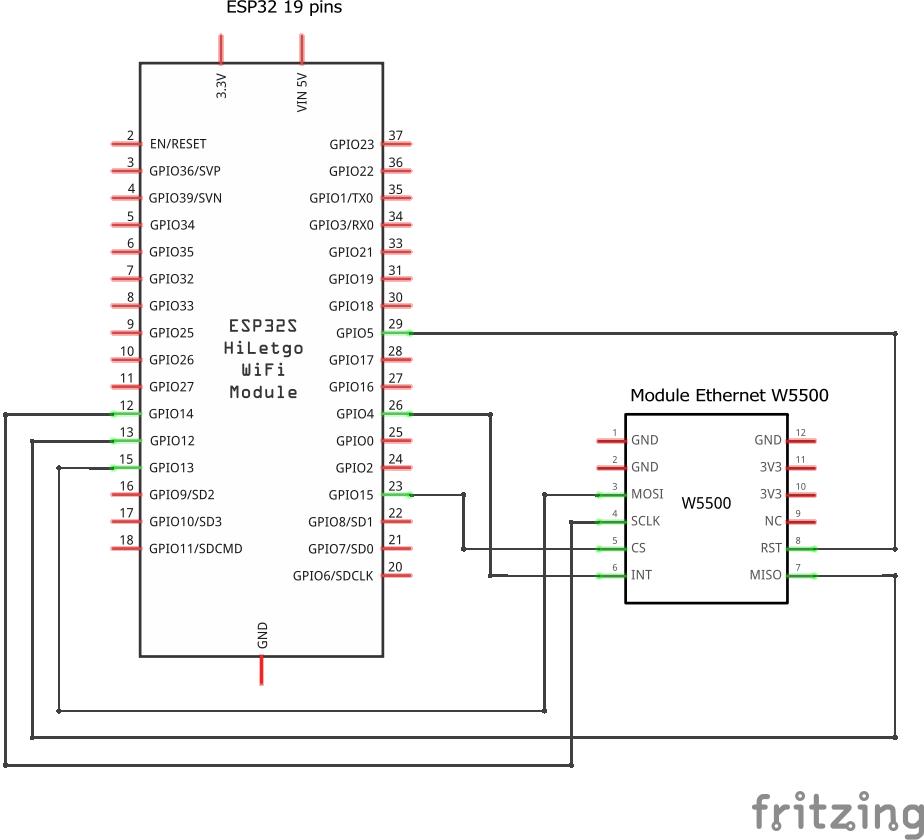 ESP32 19 pins
3.3V
VIN 5V
2 EN/RESET
3 GPIO36/SVP
4 GPIO39/SVN
5 GPIO34
6 GPIO35
7 GPIO32
8 GPIO33
9 GPIO25
10 GPIO26
11 GPIO27
12 GPIO14
13 GPIO12
15 GPIO13
16 GPIO9/SD2
17 GPIO10/SD3
18 GPIO11/SDCMD
ESP32S
HiLetgo
WiFi
Module
GPIO23 37
GPIO22 36
GPIO1/TX0 35
GPIO3/RX0 34
GPIO21 33
GPIO19 31
GPIO18 30
GPIO5 29
GPIO17 28
GPIO16 27
GPIO4 26
GPIO0 25
GPIO2 24
GPIO15 23
GPIO8/SD1 22
GPIO7/SD0 21
GPIO6/SDCLK 20
GND
Module Ethernet W5500
1 GND
2 GND
3 MOSI
4 SCLK
5 CS
6 INT
W5500
GND 12
3V3 11
3V3 10
NC 9
RST 8
MISO 7
fritzing